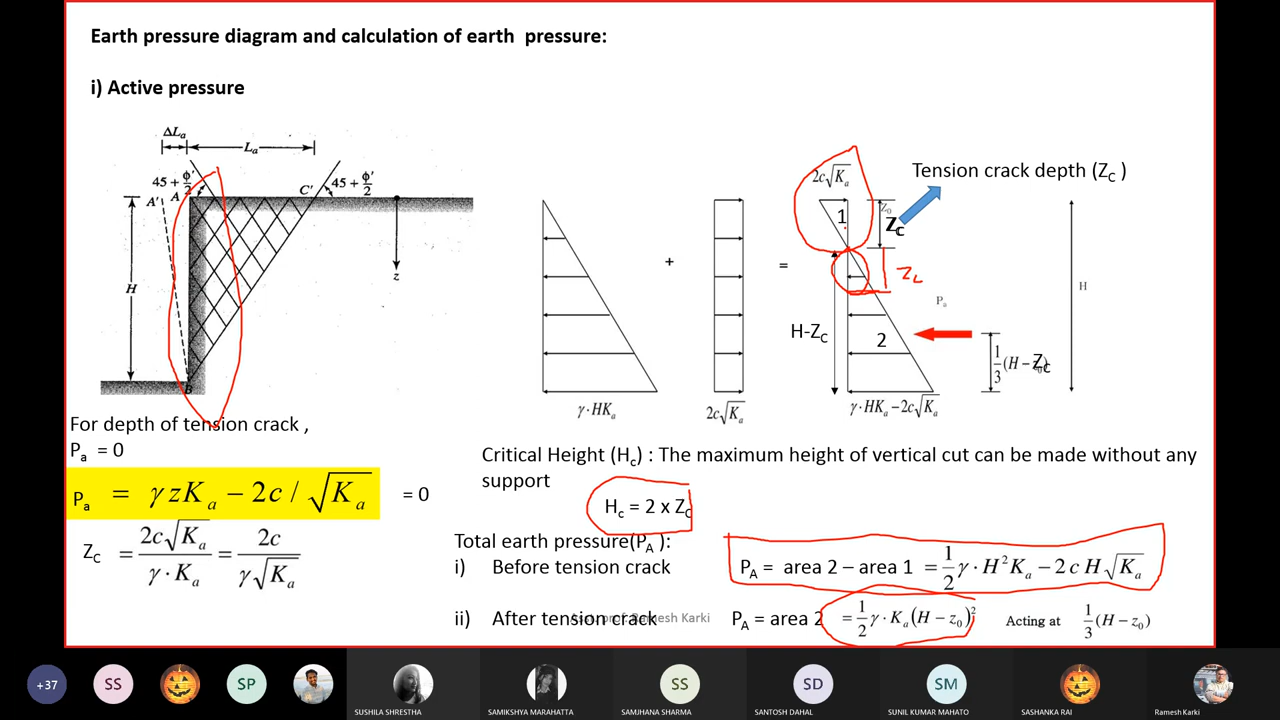 Earth pressure diagram and calculation of earth pressure:
i) Active pressure
ΔLₐ
Lₐ
45 + ϕ'/2
A'
A
C'
45 + ϕ'/2
H
z
B
+
=
2c√Kₐ
1
Z₀
Zc
Tension crack depth (Zc )
Zc
Pₐ
H
H-Zc
2
1/3(H – Zc)
γ·HKₐ
2c√Kₐ
γ·HKₐ – 2c√Kₐ
For depth of tension crack ,
Pₐ = 0
Pₐ = γ z Kₐ – 2c / √Kₐ = 0
Zc = 2c√Kₐ / γ·Kₐ = 2c / γ√Kₐ
Critical Height (Hc) : The maximum height of vertical cut can be made without any
support
Hc = 2 x Zc
Total earth pressure(PA ):
i) Before tension crack PA = area 2 – area 1 = 1/2 γ·H²Kₐ – 2 c H√Kₐ
ii) After tension crack PA = area 2 = 1/2 γ·Kₐ(H – z₀)² Acting at 1/3(H – z₀)
Ramesh Karki
+37
SS
SP
SS
SD
SM
SUSHILA SHRESTHA
SAMIKSHYA MARAHATTA
SAMJHANA SHARMA
SANTOSH DAHAL
SUNIL KUMAR MAHATO
SASHANKA RAI
Ramesh Karki